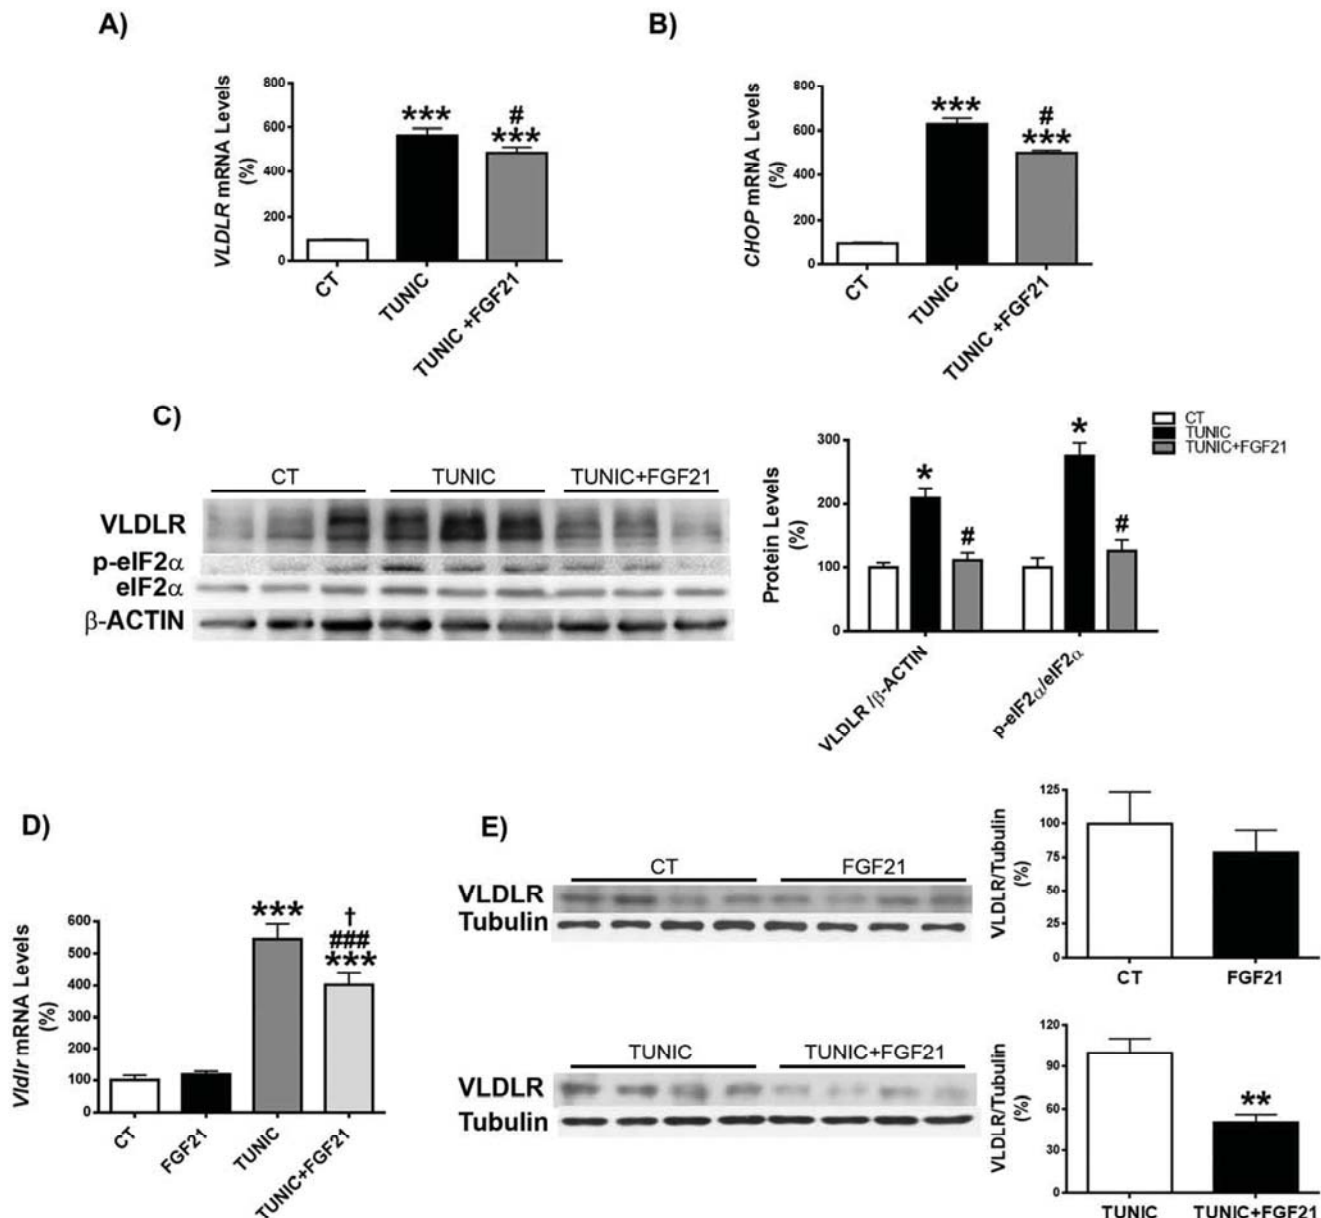 A)
VLDLR mRNA Levels
(%)
800
600
400
200
0
***
#
***
CT
TUNIC
TUNIC +FGF21
B)
CHOP mRNA Levels
(%)
800
600
400
200
0
***
#
***
CT
TUNIC
TUNIC +FGF21
C)
CT TUNIC TUNIC+FGF21
VLDLR
p-eIF2α
eIF2α
β-ACTIN
Protein Levels
(%)
300
200
100
0
*
#
*
#
VLDLR /β-ACTIN
p-eIF2α/eIF2α
CT
TUNIC
TUNIC+FGF21
D)
Vldlr mRNA Levels
(%)
600
500
400
300
200
100
0
***
†
###
***
CT
FGF21
TUNIC
TUNIC+FGF21
E)
CT FGF21
VLDLR
Tubulin
VLDLR/Tubulin
(%)
125
100
75
50
25
0
CT FGF21
TUNIC TUNIC+FGF21
VLDLR
Tubulin
VLDLR/Tubulin
(%)
120
90
60
30
0
**
TUNIC TUNIC+FGF21